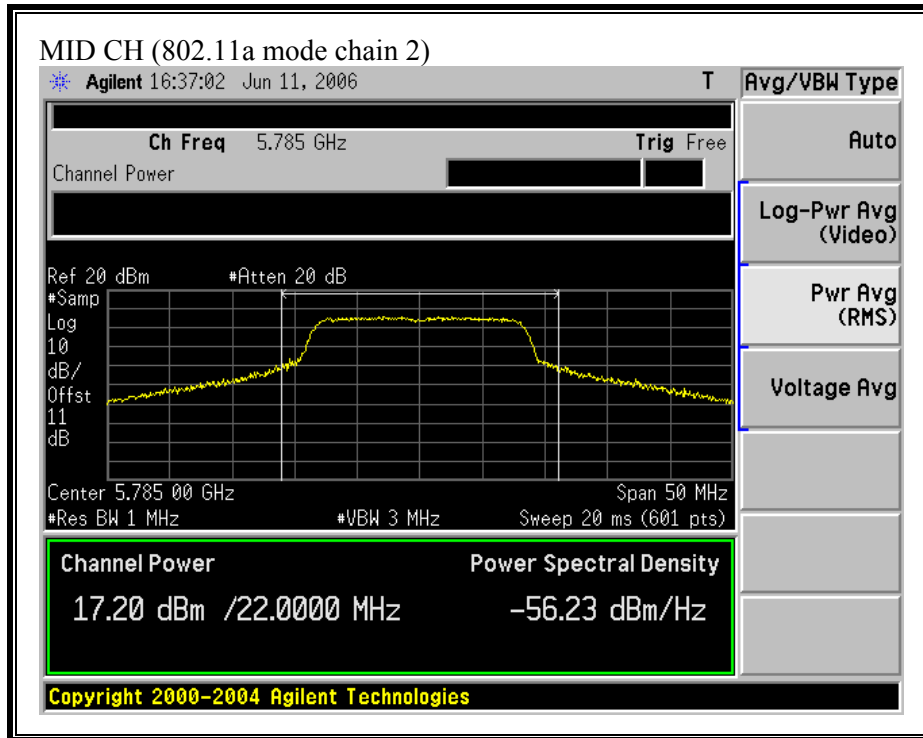 MID CH (802.11a mode chain 2)
Agilent 16:37:02 Jun 11, 2006 T
Avg/VBW Type
Ch Freq 5.785 GHz Trig Free
Channel Power
Auto
Log-Pwr Avg
(Video)
Pwr Avg
(RMS)
Voltage Avg
Ref 20 dBm #Atten 20 dB
#Samp
Log
10
dB/
Offst
11
dB
Center 5.785 00 GHz Span 50 MHz
#Res BW 1 MHz #VBW 3 MHz Sweep 20 ms (601 pts)
Channel Power Power Spectral Density
17.20 dBm /22.0000 MHz -56.23 dBm/Hz
Copyright 2000-2004 Agilent Technologies